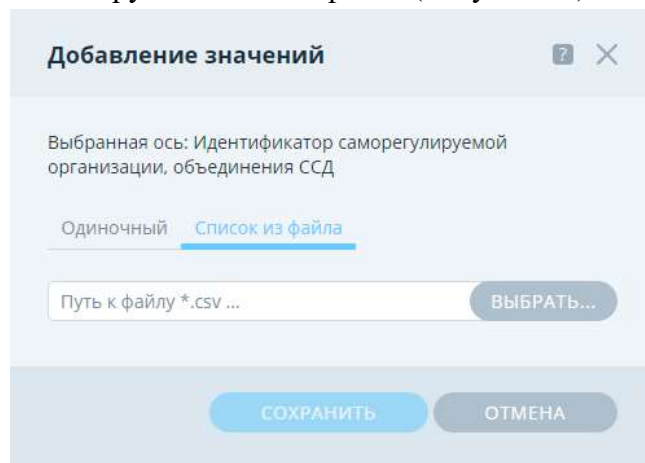 Добавление значений ?
Выбранная ось: Идентификатор саморегулируемой
организации, объединения ССД
Одиночный Список из файла
Путь к файлу *.csv ... ВЫБРАТЬ...
СОХРАНИТЬ ОТМЕНА